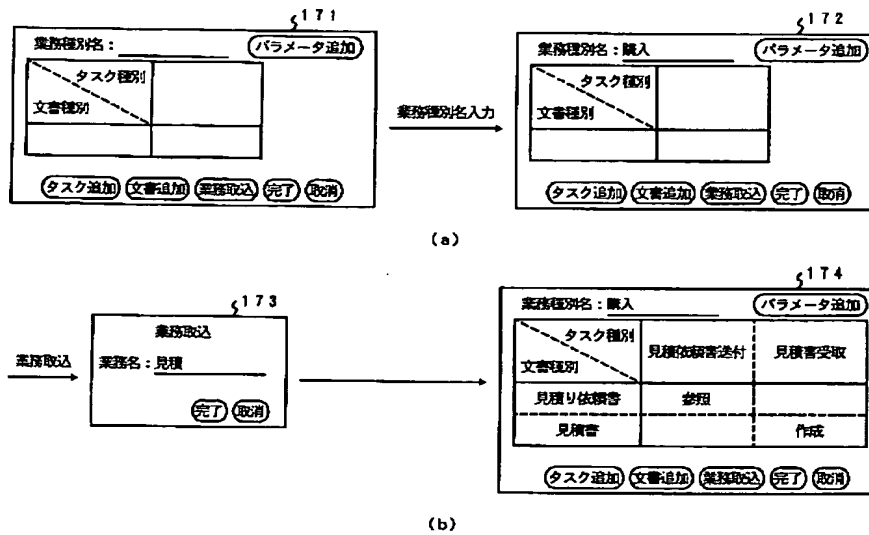 171
業務種別名：
パラメータ追加
タスク種別
文書種別
タスク追加 文書追加 業務取込 完了 取消
業務種別名入力
172
業務種別名：購入
パラメータ追加
タスク種別
文書種別
タスク追加 文書追加 業務取込 完了 取消
(a)
業務取込
173
業務取込
業務名：見積
完了 取消
174
業務種別名：購入
パラメータ追加
タスク種別
文書種別
見積依頼書送付 見積書受取
見積り依頼書 参照
見積書 作成
タスク追加 文書追加 業務取込 完了 取消
(b)